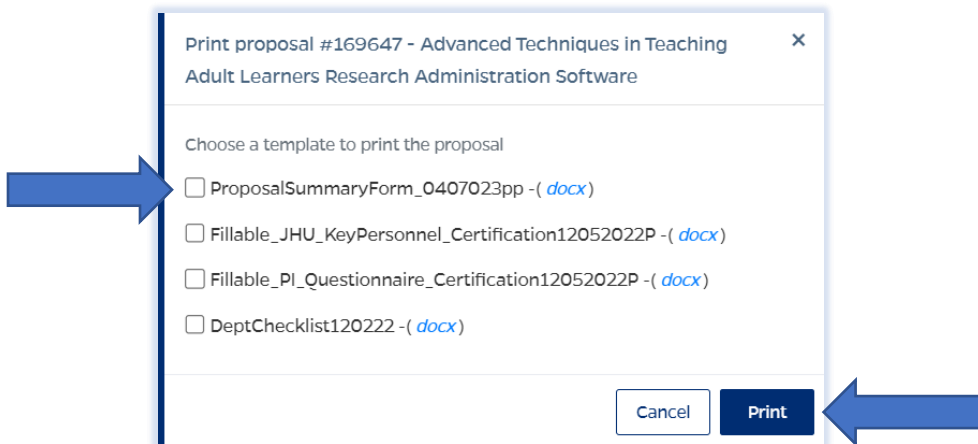 Print proposal #169647 - Advanced Techniques in Teaching
Adult Learners Research Administration Software
×
Choose a template to print the proposal
ProposalSummaryForm_0407023pp -( docx )
Fillable_JHU_KeyPersonnel_Certification12052022P -( docx )
Fillable_PI_Questionnaire_Certification12052022P -( docx )
DeptChecklist120222 -( docx )
Cancel
Print